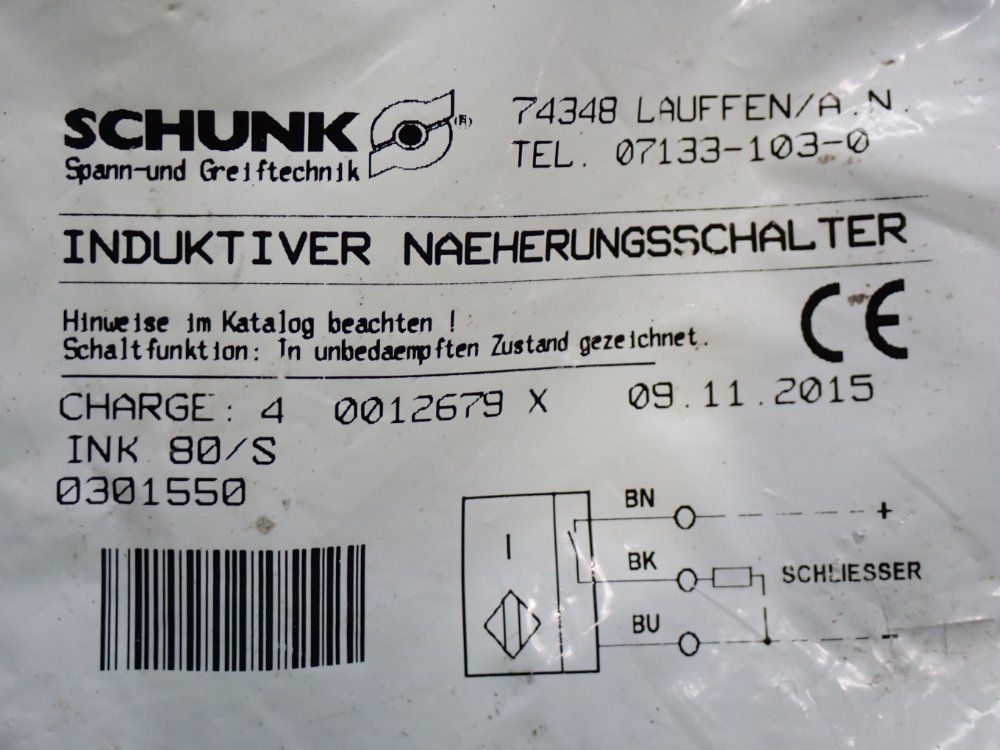 SCHUNK (R)
Spann-und Greiftechnik
74348 LAUFFEN/A.N.
TEL. 07133-103-0
INDUKTIVER NAEHERUNGSSCHALTER
Hinweise im Katalog beachten !
Schaltfunktion: In unbedaempften Zustand gezeichnet.
CE
CHARGE: 4 0012679 X 09.11.2015
INK 80/S
0301550
I
BN +
BK SCHLIESSER
BU -